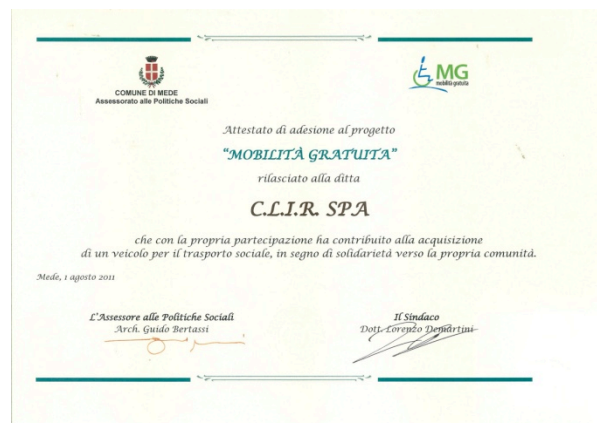 COMUNE DI MEDE
Assessorato alle Politiche Sociali
MG
mobilità gratuita
Attestato di adesione al progetto
"MOBILITÀ GRATUITA"
rilasciato alla ditta
C.L.I.R. SPA
che con la propria partecipazione ha contribuito alla acquisizione
di un veicolo per il trasporto sociale, in segno di solidarietà verso la propria comunità.
Mede, 1 agosto 2011
L'Assessore alle Politiche Sociali
Arch. Guido Bertassi
Il Sindaco
Dott. Lorenzo Demartini